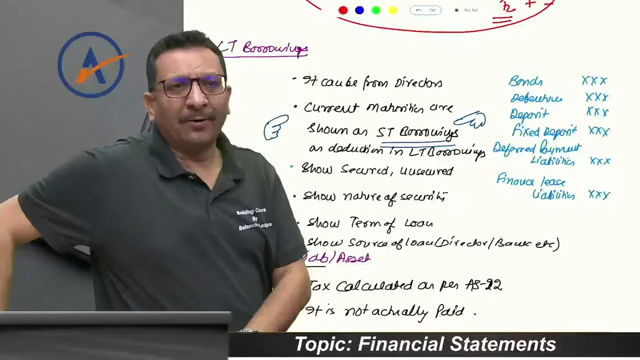 LT Borrowings
• It can be from Directors
• Current Maturities are
Shown as ST Borrowings
as deduction in LT Borrowings
• Show Secured, unsecured
• Show nature of security
• Show Term of Loan
Show Source of Loan (Director/Bank etc)
/Asset
Tax Calculated as per AS-22
It is not actually Paid.
Bonds XXX
Debentures XXX
Deposit XXX
Fixed Deposit XXX
Deferred Payment
Liabilities XXX
Finance lease
Liabilities XXX
By
Topic: Financial Statements